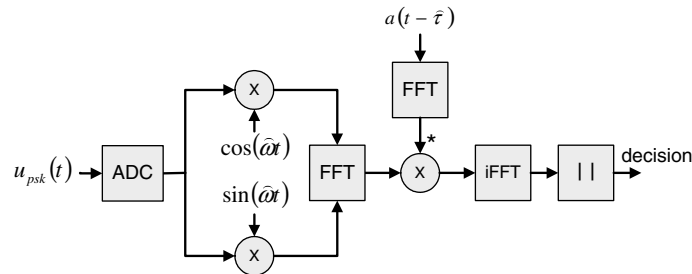 a(t − τ̂)
FFT
x
cos(ω̂t)
*
u_psk(t)
ADC
FFT
x
iFFT
| |
decision
sin(ω̂t)
x